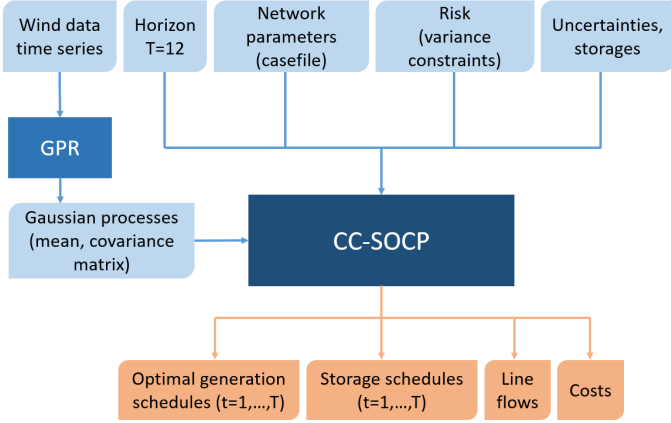 Wind data
time series
Horizon
T=12
Network
parameters
(casefile)
Risk
(variance
constraints)
Uncertainties,
storages
GPR
Gaussian processes
(mean, covariance
matrix)
CC-SOCP
Optimal generation
schedules (t=1,...,T)
Storage schedules
(t=1,...,T)
Line
flows
Costs